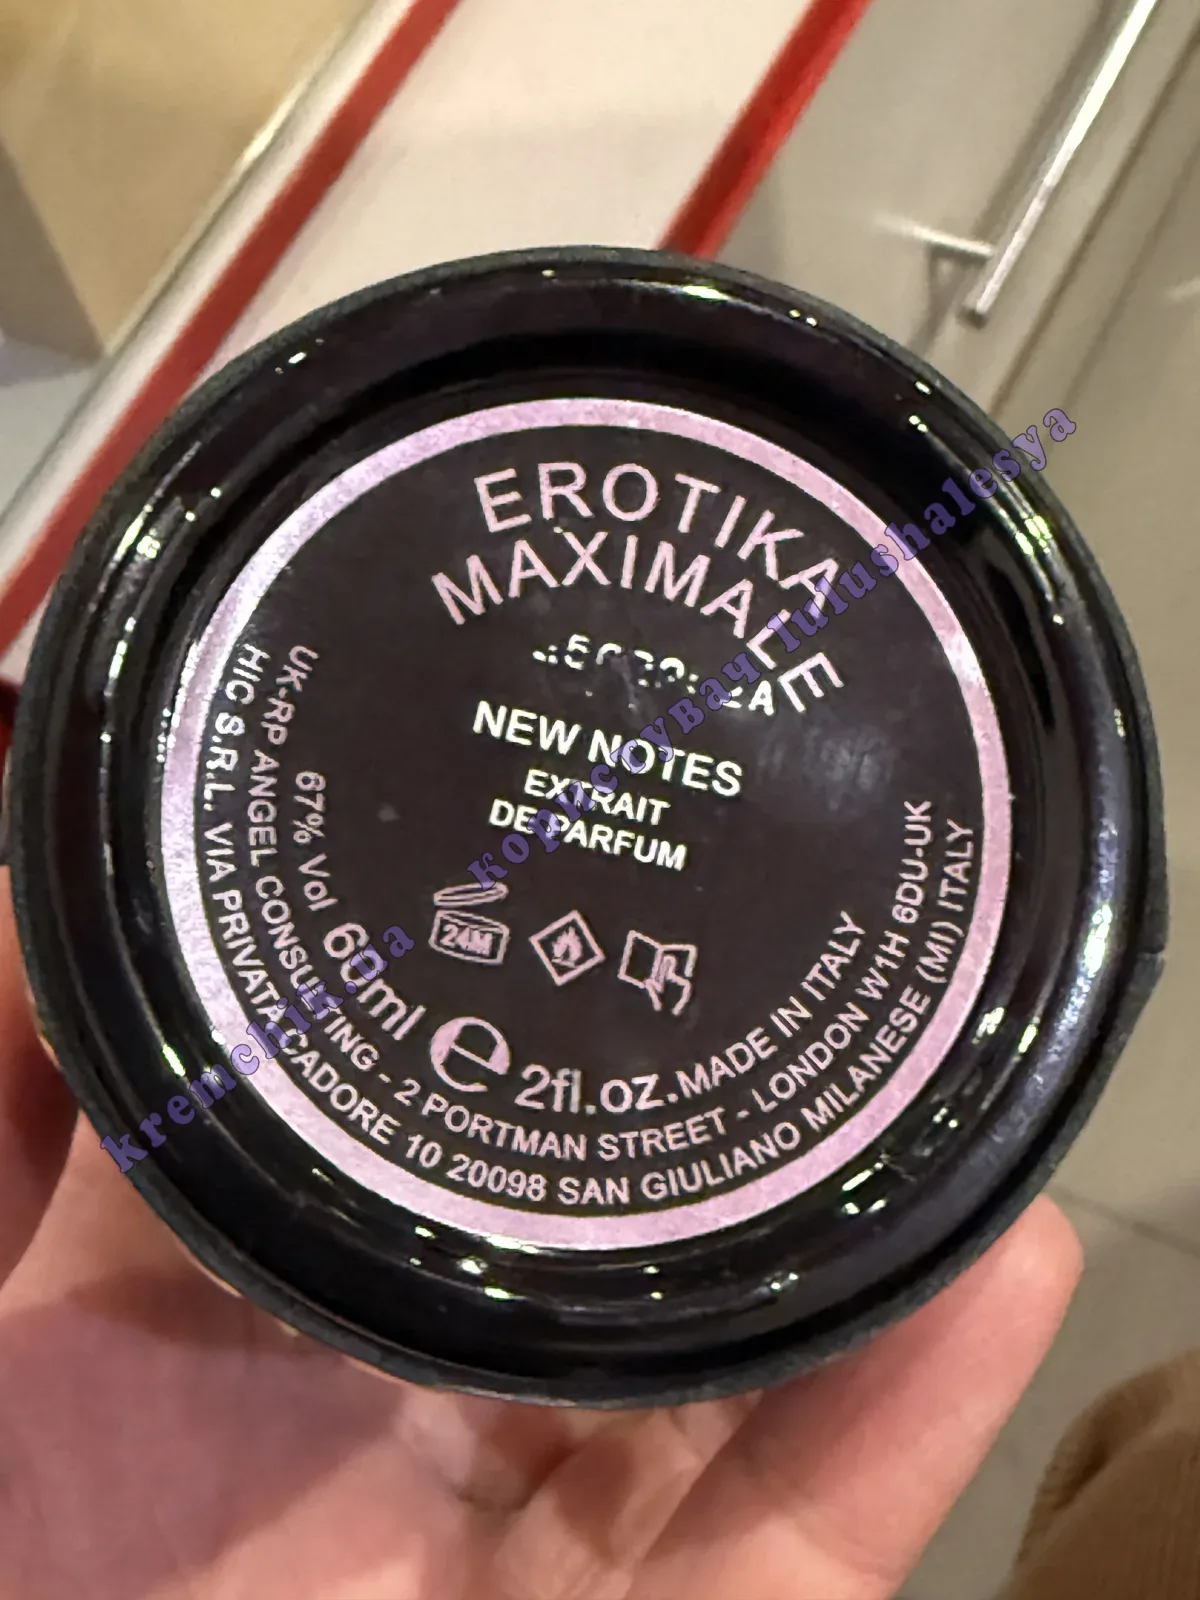 EROTIKA
MAXIMALE
NEW NOTES
EXTRAIT
DE PARFUM
24M
67% Vol 60ml e 2fl.oz. MADE IN ITALY
UK-RP ANGEL CONSULTING - 2 PORTMAN STREET - LONDON W1H 6DU-UK
HIC S.R.L. VIA PRIVATA CADORE 10 20098 SAN GIULIANO MILANESE (MI) ITALY
kremchik.ua користувач lulushalesya